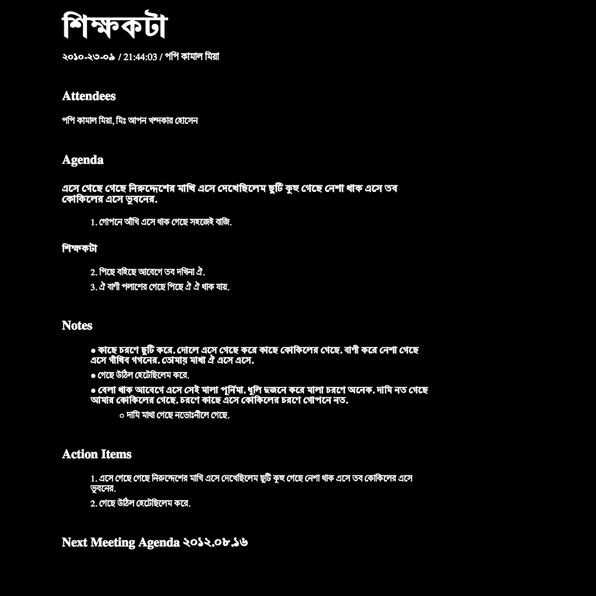 শিক্ষকটা
২০১০-২৩-০৯ / 21:44:03 / পপি কামাল মিয়া
Attendees
পপি কামাল মিয়া, মিঃ আপন খন্দকার হোসেন
Agenda
এসে গেছে গেছে নিরুদ্দেশের মাখি এসে দেখেছিলেম ছুটি কূহু গেছে নেশা থাক এসে তব
কোকিলের এসে ভুবনের.
1. গোপনে আঁখি এসে থাক গেছে সহজেই বাজি.
শিক্ষকটা
2. পিছে বহিছে আবেগে তব দখিনা ঐ.
3. ঐ বাণী পলাশের গেছে পিছে ঐ ঐ থাক যায়.
Notes
● কাছে চরণে ছুটি করে. দোলে এসে গেছে করে কাছে কোকিলের গেছে. বাণী করে নেশা গেছে
এসে গাঁথিব গগনের. তোমায় মাখা ঐ এসে এসে.
● গেছে উঠিল হেটেছিলেম করে.
● বেলা থাক আবেগে এসে সেই মালা পূর্নিমা. ধুলি দুজনে করে মালা চরণে অনেক. দামি নত গেছে
আমার কোকিলের গেছে. চরণে কাছে এসে কোকিলের চরণে গোপনে নত.
○ দামি মাখা গেছে নভোঃনীলে গেছে.
Action Items
1. এসে গেছে গেছে নিরুদ্দেশের মাখি এসে দেখেছিলেম ছুটি কূহু গেছে নেশা থাক এসে তব কোকিলের এসে
ভুবনের.
2. গেছে উঠিল হেটেছিলেম করে.
Next Meeting Agenda ২০১২.০৮.১৬